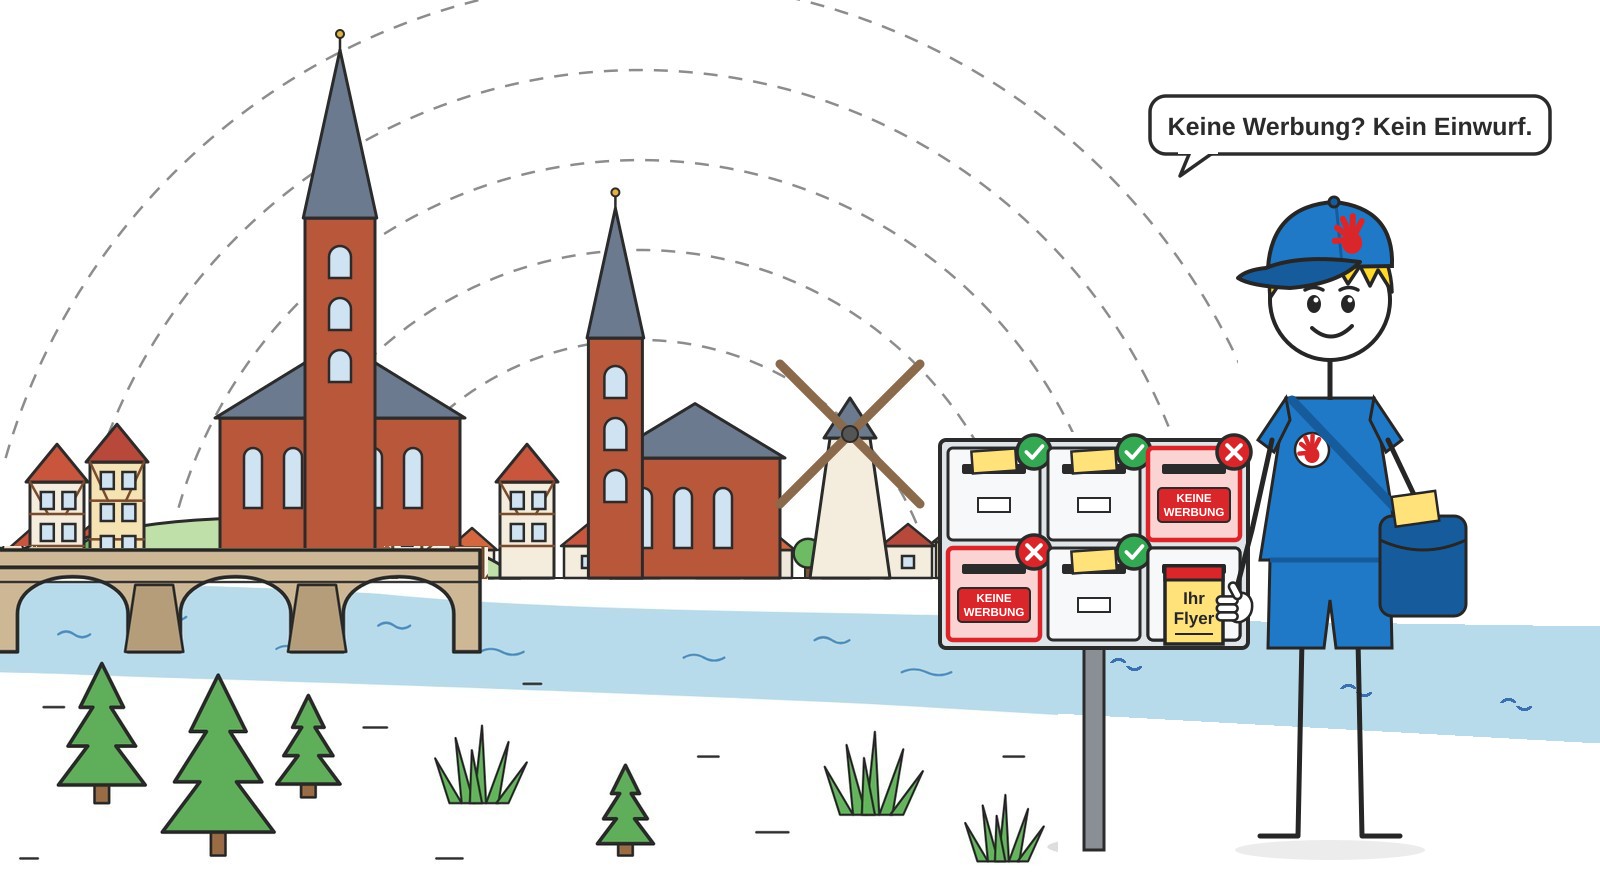 Keine Werbung? Kein Einwurf.
KEINE
WERBUNG
KEINE
WERBUNG
Ihr
Flyer